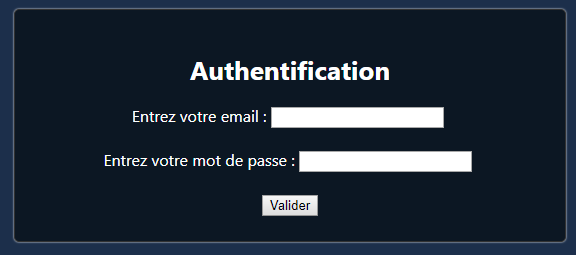 Authentification
Entrez votre email :
Entrez votre mot de passe :
Valider